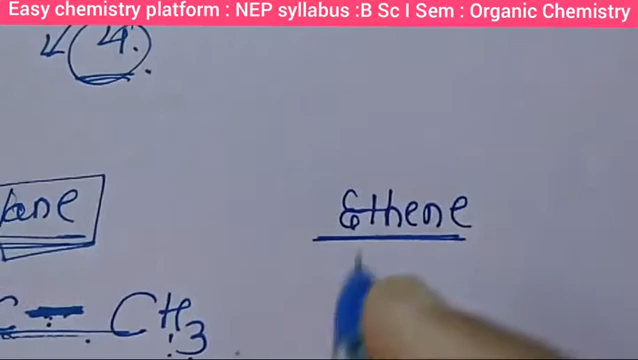 Easy chemistry platform : NEP syllabus :B Sc I Sem : Organic Chemistry
4.
Ethene
CH3